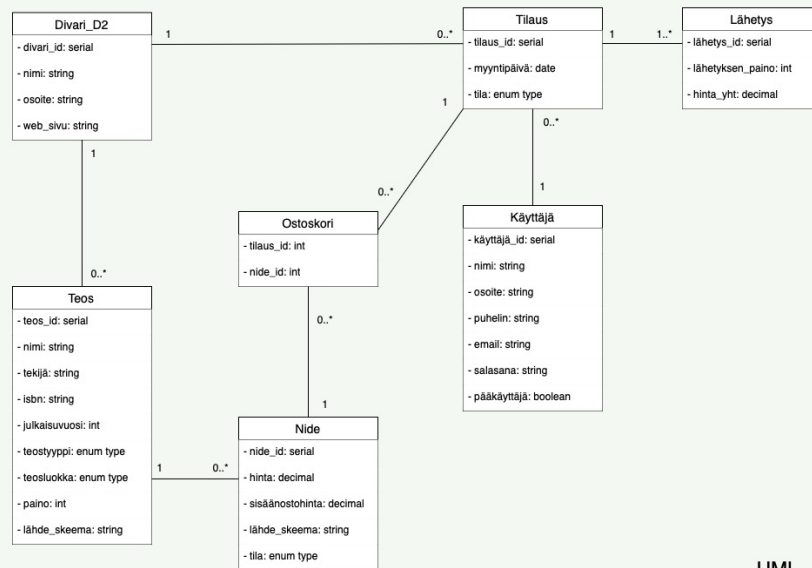 Divari_D2
- divari_id: serial
- nimi: string
- osoite: string
- web_sivu: string
1
0..*
Tilaus
- tilaus_id: serial
- myyntipäivä: date
- tila: enum type
1
1..*
Lähetys
- lähetys_id: serial
- lähetyksen_paino: int
- hinta_yht: decimal
1
0..*
1
0..*
0..*
1
Ostoskori
- tilaus_id: int
- nide_id: int
Käyttäjä
- käyttäjä_id: serial
- nimi: string
- osoite: string
- puhelin: string
- email: string
- salasana: string
- pääkäyttäjä: boolean
0..*
1
Teos
- teos_id: serial
- nimi: string
- tekijä: string
- isbn: string
- julkaisuvuosi: int
- teostyyppi: enum type
- teosluokka: enum type
- paino: int
- lähde_skeema: string
1
0..*
Nide
- nide_id: serial
- hinta: decimal
- sisäänostohinta: decimal
- lähde_skeema: string
- tila: enum type